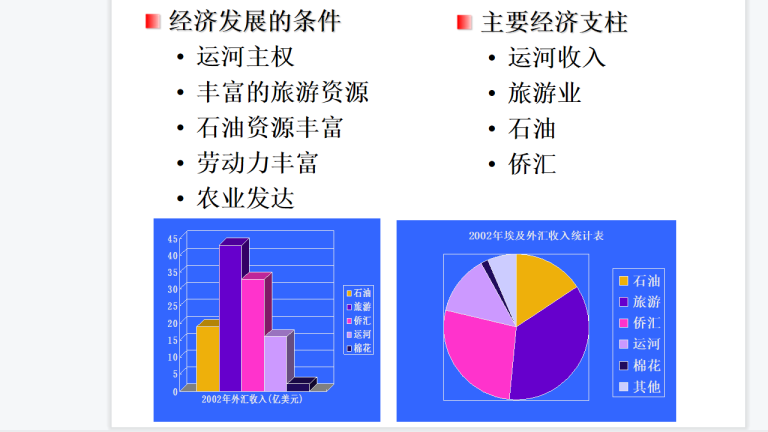 经济发展的条件
• 运河主权
• 丰富的旅游资源
• 石油资源丰富
• 劳动力丰富
• 农业发达
主要经济支柱
• 运河收入
• 旅游业
• 石油
• 侨汇
45
40
35
30
25
20
15
10
5
0
2002年外汇收入(亿美元)
石油
旅游
侨汇
运河
棉花
2002年埃及外汇收入统计表
石油
旅游
侨汇
运河
棉花
其他